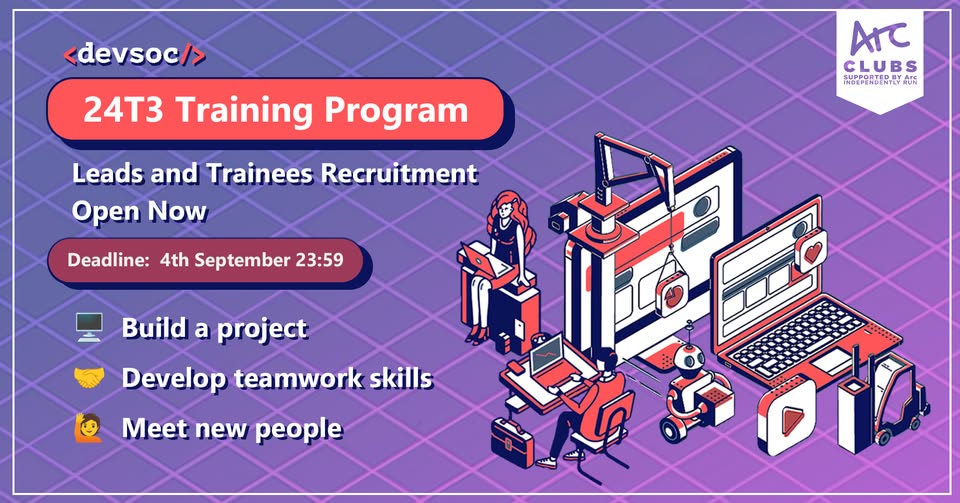 <devsoc/>
Arc
CLUBS
SUPPORTED BY Arc
INDEPENDENTLY RUN
24T3 Training Program
Leads and Trainees Recruitment
Open Now
Deadline: 4th September 23:59
Build a project
Develop teamwork skills
Meet new people